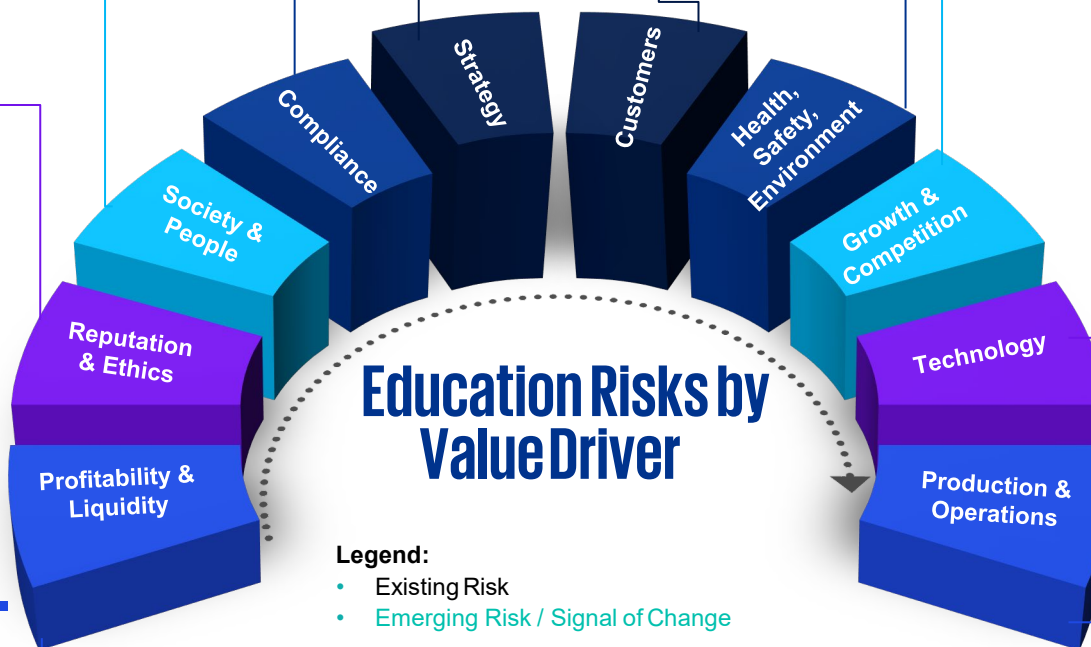 Strategy
Customers
Compliance
Health,
Safety,
Environment
Society &
People
Growth &
Competition
Reputation
& Ethics
Technology
Profitability &
Liquidity
Production &
Operations
Education Risks by
Value Driver
Legend:
• Existing Risk
• Emerging Risk / Signal of Change